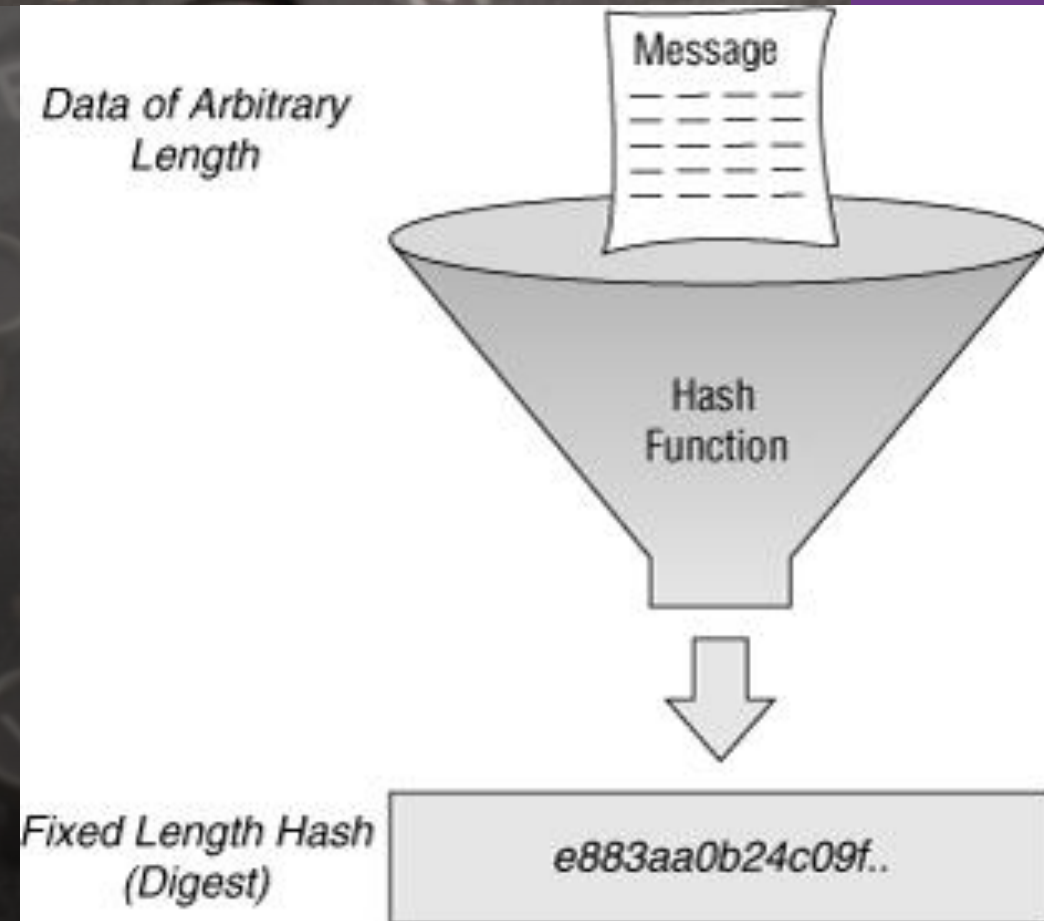 Message
Data of Arbitrary
Length
Hash
Function
Fixed Length Hash
(Digest)
e883aa0b24c09f..